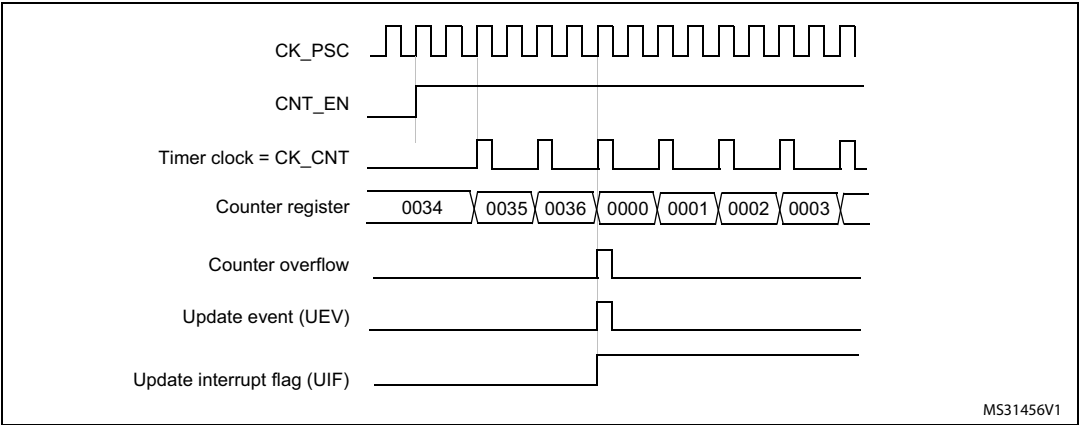 CK_PSC
CNT_EN
Timer clock = CK_CNT
Counter register 0034 0035 0036 0000 0001 0002 0003
Counter overflow
Update event (UEV)
Update interrupt flag (UIF)
MS31456V1